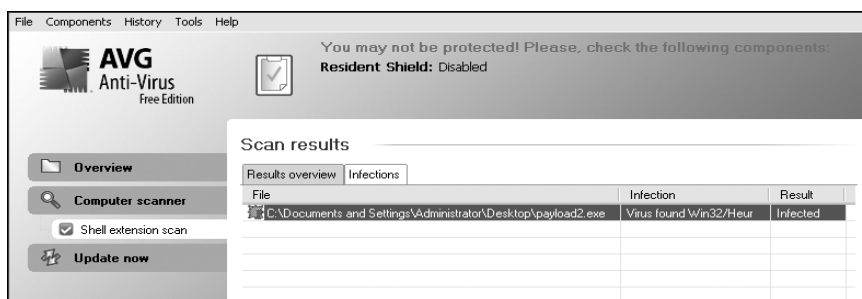 File Components History Tools Help
AVG
Anti-Virus
Free Edition
You may not be protected! Please, check the following components:
Resident Shield: Disabled
Overview
Computer scanner
Shell extension scan
Update now
Scan results
Results overview Infections
File Infection Result
C:\Documents and Settings\Administrator\Desktop\payload2.exe Virus found Win32/Heur Infected